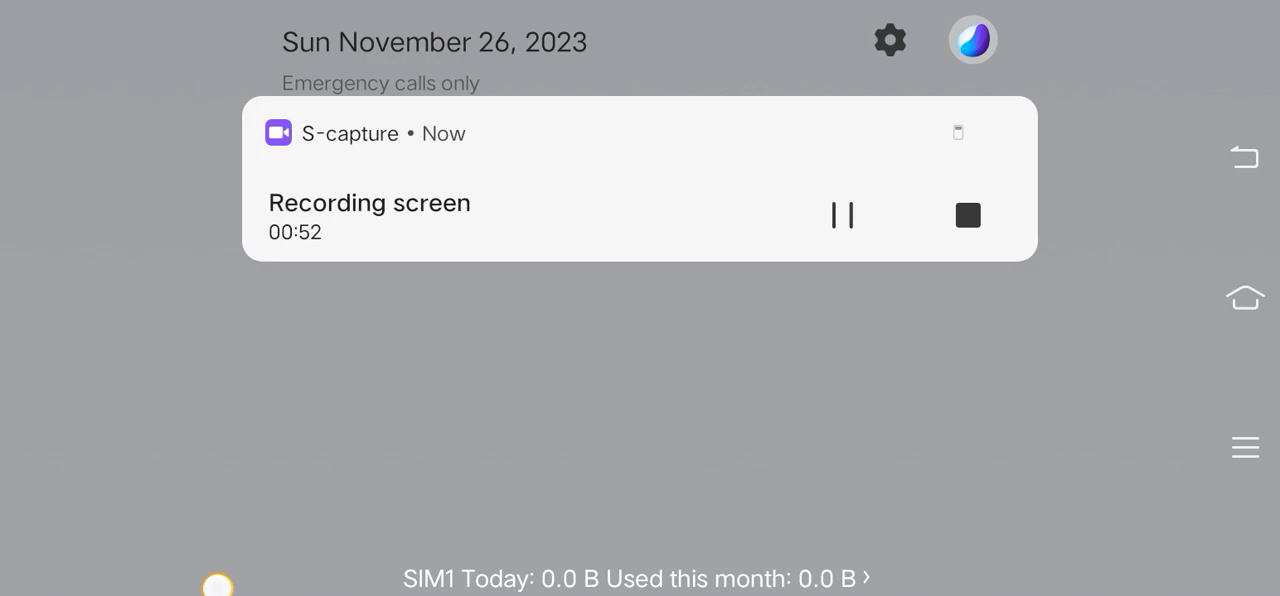 Sun November 26, 2023
Emergency calls only
S-capture • Now
Recording screen
00:52
SIM1 Today: 0.0 B Used this month: 0.0 B ›